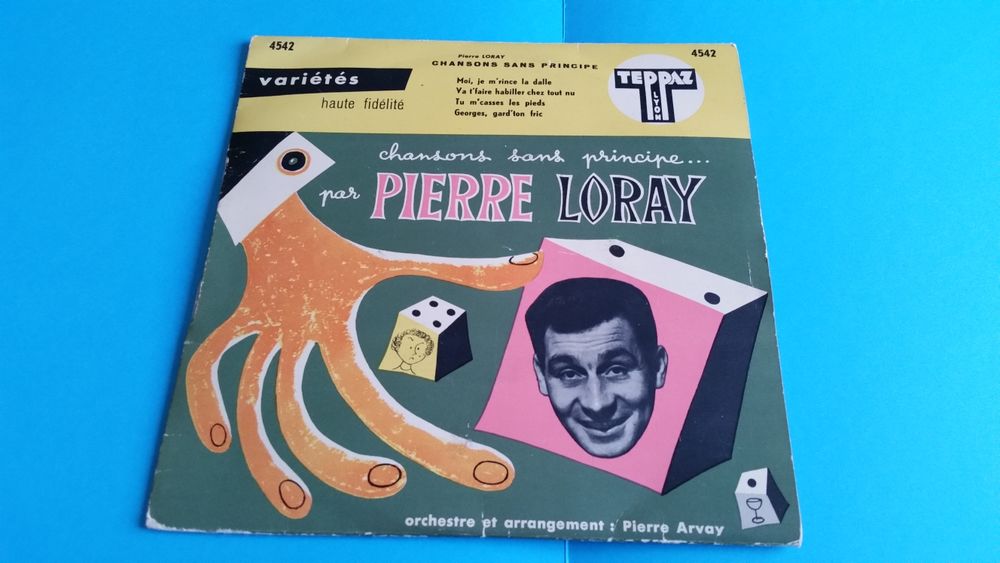 4542
4542
Pierre LORAY
CHANSONS SANS PRINCIPE
variétés
haute fidélité
Moi, je m'rince la dalle
Va t'faire habiller chez tout nu
Tu m'casses les pieds
Georges, gard'ton fric
TEPPAZ
LYON
chansons sans principe...
par PIERRE LORAY
orchestre et arrangement : Pierre Arvay